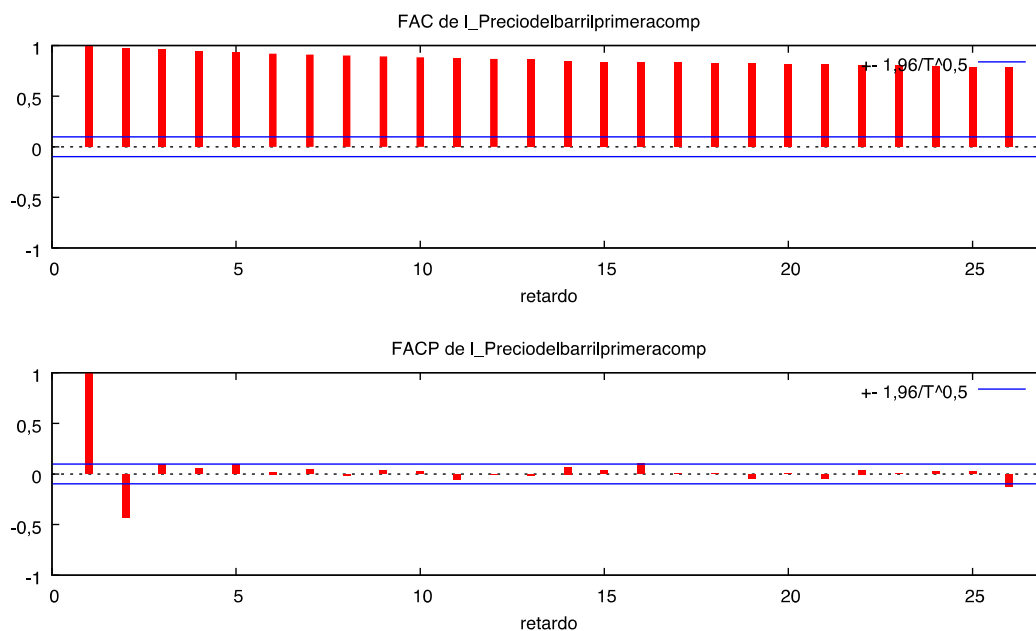 FAC de l_Preciodelbarrilprimeracomp
1
+- 1,96/T^0,5
0,5
0
-0,5
-1
0 5 10 15 20 25
retardo
FACP de l_Preciodelbarrilprimeracomp
1
+- 1,96/T^0,5
0,5
0
-0,5
-1
0 5 10 15 20 25
retardo